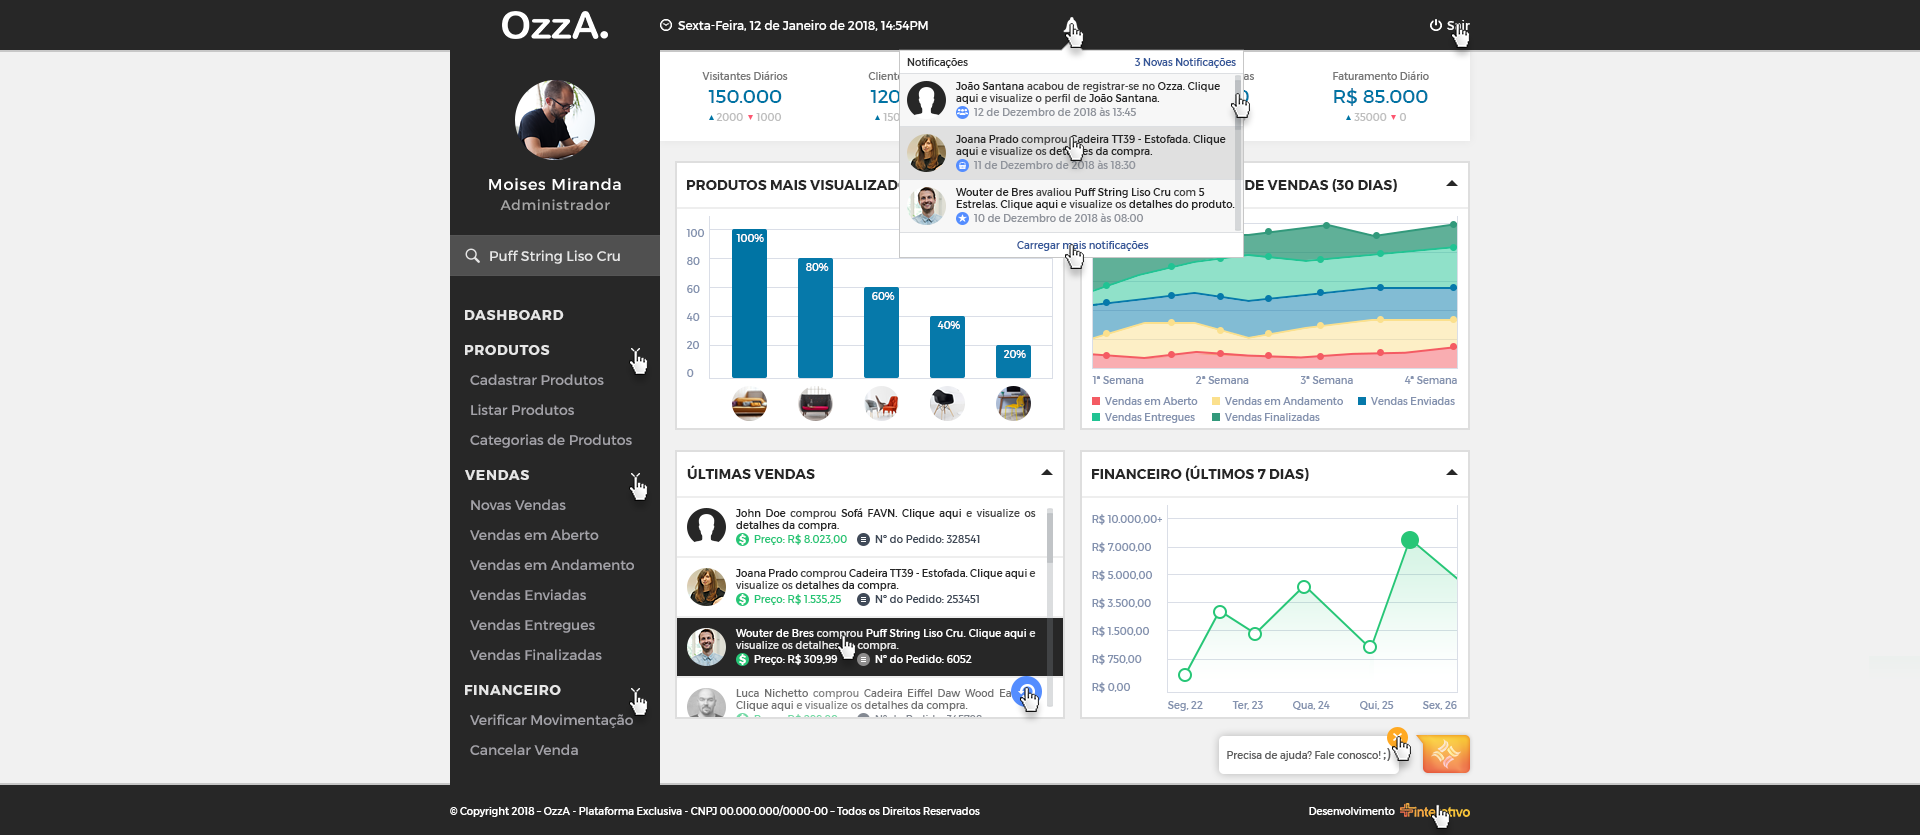 OzzA.
Sexta-Feira, 12 de Janeiro de 2018, 14:54PM
Moises Miranda
Administrador
Puff String Liso Cru
DASHBOARD
PRODUTOS
Cadastrar Produtos
Listar Produtos
Categorias de Produtos
VENDAS
Novas Vendas
Vendas em Aberto
Vendas em Andamento
Vendas Enviadas
Vendas Entregues
Vendas Finalizadas
FINANCEIRO
Verificar Movimentação
Cancelar Venda
Visitantes Diários
150.000
2000 1000
Faturamento Diário
R$ 85.000
35000 0
Notificações
3 Novas Notificações
João Santana acabou de registrar-se no Ozza. Clique
aqui e visualize o perfil de João Santana.
12 de Dezembro de 2018 às 13:45
Joana Prado comprou Cadeira TT39 - Estofada. Clique
aqui e visualize os detalhes da compra.
11 de Dezembro de 2018 às 18:30
Wouter de Bres avaliou Puff String Liso Cru com 5
Estrelas. Clique aqui e visualize os detalhes do produto.
10 de Dezembro de 2018 às 08:00
Carregar mais notificações
PRODUTOS MAIS
100
80
60
40
20
0
100%
80%
60%
40%
20%
DE VENDAS (30 DIAS)
1ª Semana
2ª Semana
3ª Semana
4ª Semana
Vendas em Aberto
Vendas em Andamento
Vendas Enviadas
Vendas Entregues
Vendas Finalizadas
ÚLTIMAS VENDAS
John Doe comprou Sofá FAVN. Clique aqui e visualize os
detalhes da compra.
Preço: R$ 8.023,00
Nº do Pedido: 328541
Joana Prado comprou Cadeira TT39 - Estofada. Clique aqui e
visualize os detalhes da compra.
Preço: R$ 1.535,25
Nº do Pedido: 253451
Wouter de Bres comprou Puff String Liso Cru. Clique aqui e
visualize os detalhes compra.
Preço: R$ 309,99
Nº do Pedido: 6052
Luca Nichetto comprou Cadeira Eiffel Daw Wood
Clique aqui e visualize os detalhes da compra.
FINANCEIRO (ÚLTIMOS 7 DIAS)
R$ 10.000,00+
R$ 7.000,00
R$ 5.000,00
R$ 3.500,00
R$ 1.500,00
R$ 750,00
R$ 0,00
Seg, 22
Ter, 23
Qua, 24
Qui, 25
Sex, 26
Precisa de ajuda? Fale conosco! ;)
© Copyright 2018 – OzzA - Plataforma Exclusiva - CNPJ 00.000.000/0000-00 – Todos os Direitos Reservados
Desenvolvimento